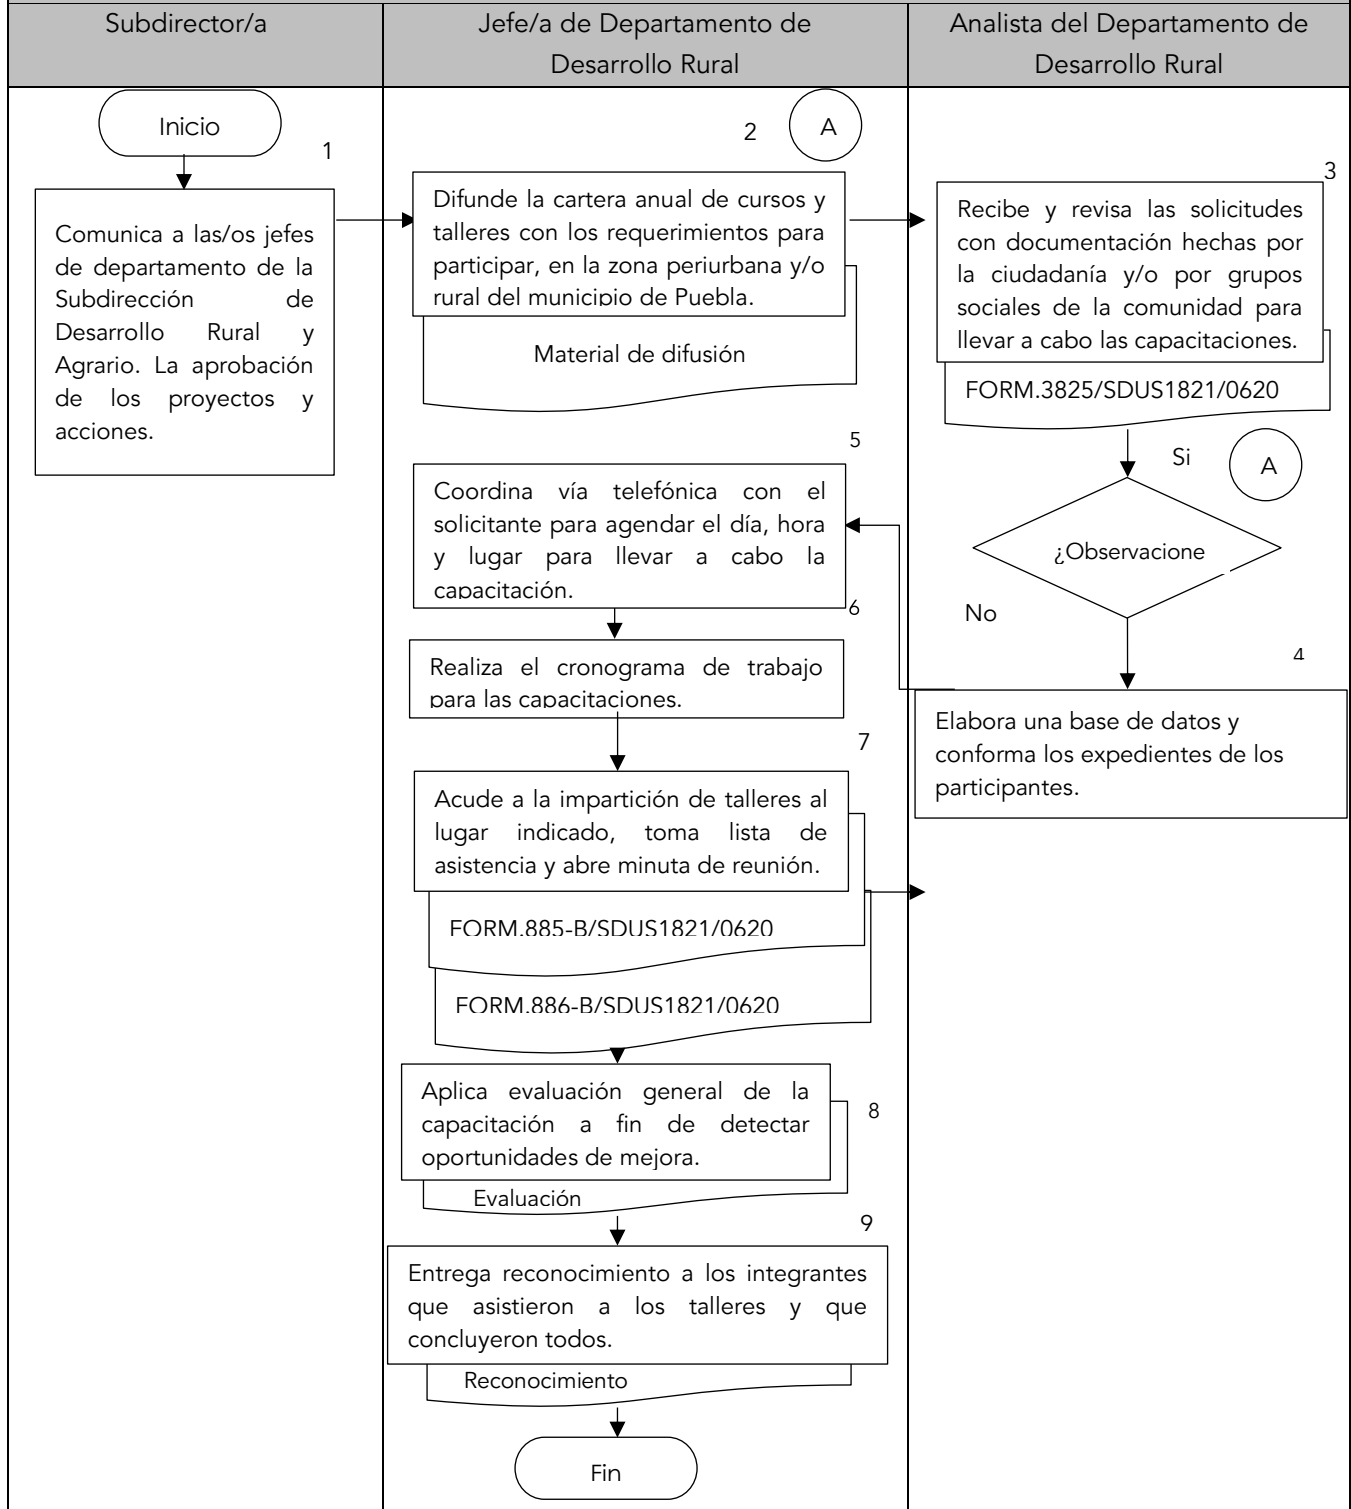 Subdirector/a
Jefe/a de Departamento de
Desarrollo Rural
Analista del Departamento de
Desarrollo Rural
Inicio
1
Comunica a las/os jefes
de departamento de la
Subdirección de
Desarrollo Rural y
Agrario. La aprobación
de los proyectos y
acciones.
2
A
Difunde la cartera anual de cursos y
talleres con los requerimientos para
participar, en la zona periurbana y/o
rural del municipio de Puebla.
Material de difusión
3
Recibe y revisa las solicitudes
con documentación hechas por
la ciudadanía y/o por grupos
sociales de la comunidad para
llevar a cabo las capacitaciones.
FORM.3825/SDUS1821/0620
Si
A
¿Observacione
No
4
Elabora una base de datos y
conforma los expedientes de los
participantes.
5
Coordina vía telefónica con el
solicitante para agendar el día, hora
y lugar para llevar a cabo la
capacitación.
6
Realiza el cronograma de trabajo
para las capacitaciones.
7
Acude a la impartición de talleres al
lugar indicado, toma lista de
asistencia y abre minuta de reunión.
FORM.885-B/SDUS1821/0620
FORM.886-B/SDUS1821/0620
8
Aplica evaluación general de la
capacitación a fin de detectar
oportunidades de mejora.
Evaluación
9
Entrega reconocimiento a los integrantes
que asistieron a los talleres y que
concluyeron todos.
Reconocimiento
Fin